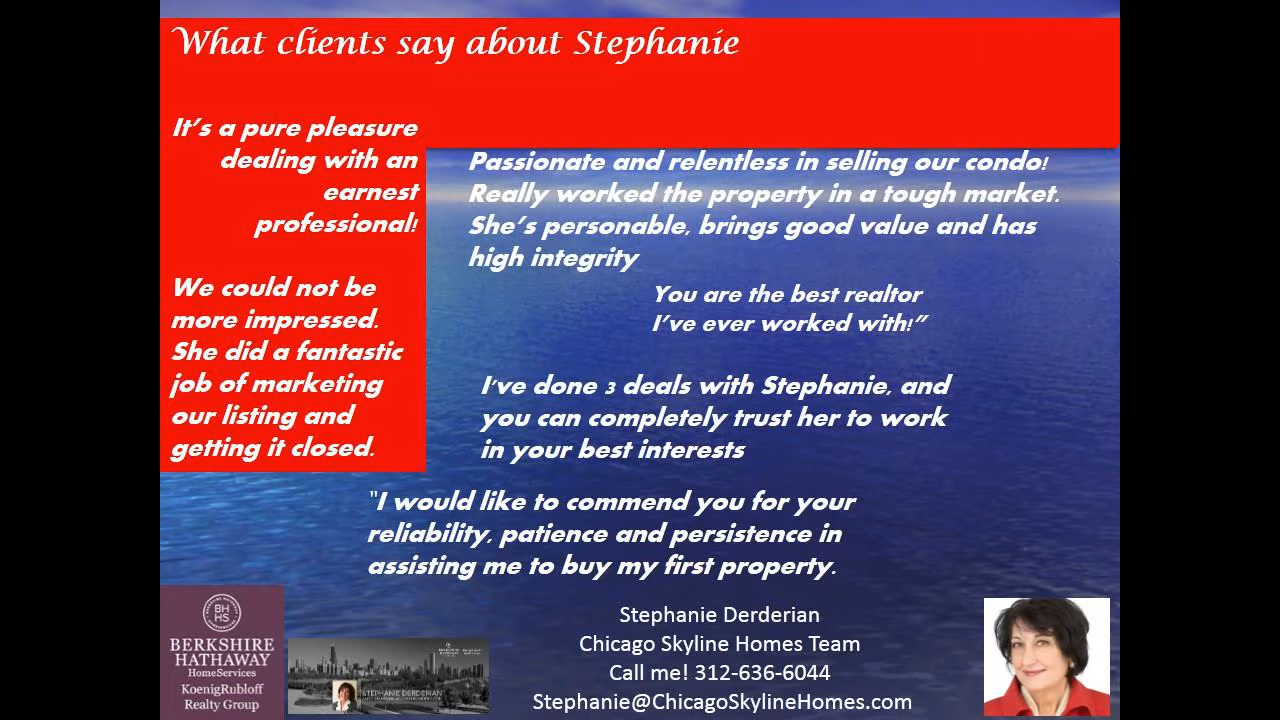 What clients say about Stephanie
It's a pure pleasure
dealing with an
earnest
professional!
We could not be
more impressed.
She did a fantastic
job of marketing
our listing and
getting it closed.
Passionate and relentless in selling our condo!
Really worked the property in a tough market.
She's personable, brings good value and has
high integrity
You are the best realtor
I've ever worked with!”
I've done 3 deals with Stephanie, and
you can completely trust her to work
in your best interests
"I would like to commend you for your
reliability, patience and persistence in
assisting me to buy my first property.
BH
HS
BERKSHIRE
HATHAWAY
HomeServices
KoenigRubloff
Realty Group
STEPHANIE DERDERIAN
Stephanie Derderian
Chicago Skyline Homes Team
Call me! 312-636-6044
Stephanie@ChicagoSkylineHomes.com